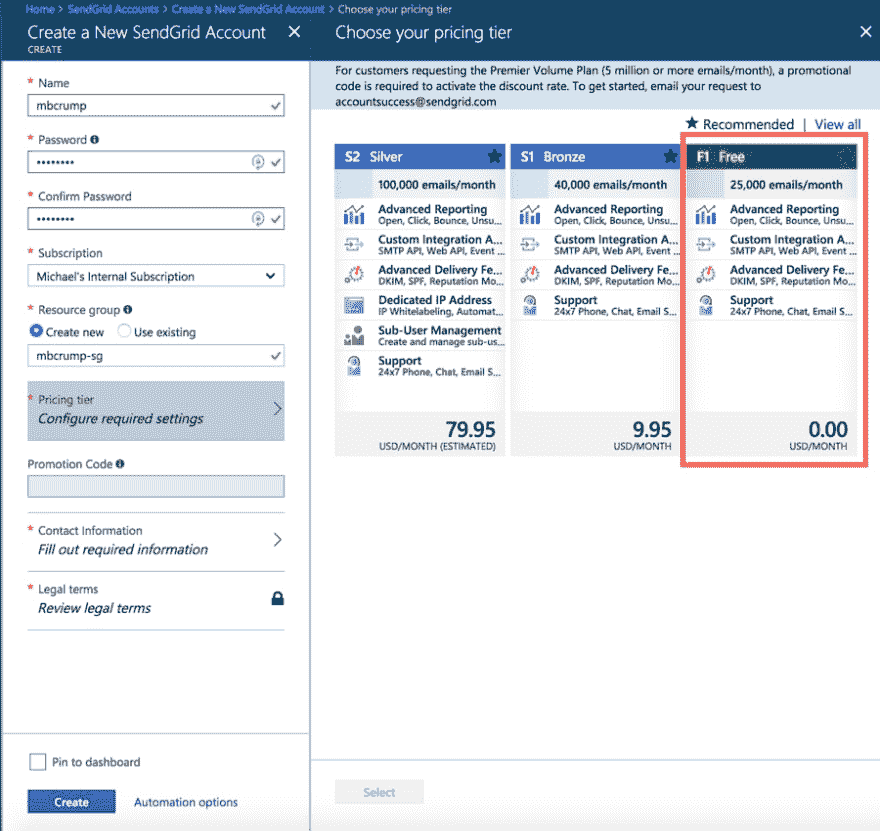 Home > SendGrid Accounts > Create a New SendGrid Account > Choose your pricing tier
Create a New SendGrid Account
CREATE
* Name
mbcrump
* Password
••••••••
* Confirm Password
••••••••
* Subscription
Michael's Internal Subscription
* Resource group
Create new Use existing
mbcrump-sg
* Pricing tier
Configure required settings
Promotion Code
* Contact Information
Fill out required information
* Legal terms
Review legal terms
Pin to dashboard
Create Automation options
Choose your pricing tier
For customers requesting the Premier Volume Plan (5 million or more emails/month), a promotional
code is required to activate the discount rate. To get started, email your request to
accountsuccess@sendgrid.com
★ Recommended | View all
S2 Silver
100,000 emails/month
Advanced Reporting
Open, Click, Bounce, Unsu...
Custom Integration A...
SMTP API, Web API, Event ...
Advanced Delivery Fe...
DKIM, SPF, Reputation Mo...
Dedicated IP Address
IP Whitelabeling, Automat...
Sub-User Management
Create and manage sub-us...
Support
24x7 Phone, Chat, Email S...
79.95
USD/MONTH (ESTIMATED)
S1 Bronze
40,000 emails/month
Advanced Reporting
Open, Click, Bounce, Unsu...
Custom Integration A...
SMTP API, Web API, Event ...
Advanced Delivery Fe...
DKIM, SPF, Reputation Mo...
Support
24x7 Phone, Chat, Email S...
9.95
USD/MONTH
F1 Free
25,000 emails/month
Advanced Reporting
Open, Click, Bounce, Unsu...
Custom Integration A...
SMTP API, Web API, Event ...
Advanced Delivery Fe...
DKIM, SPF, Reputation Mo...
Support
24x7 Phone, Chat, Email S...
0.00
USD/MONTH
Select